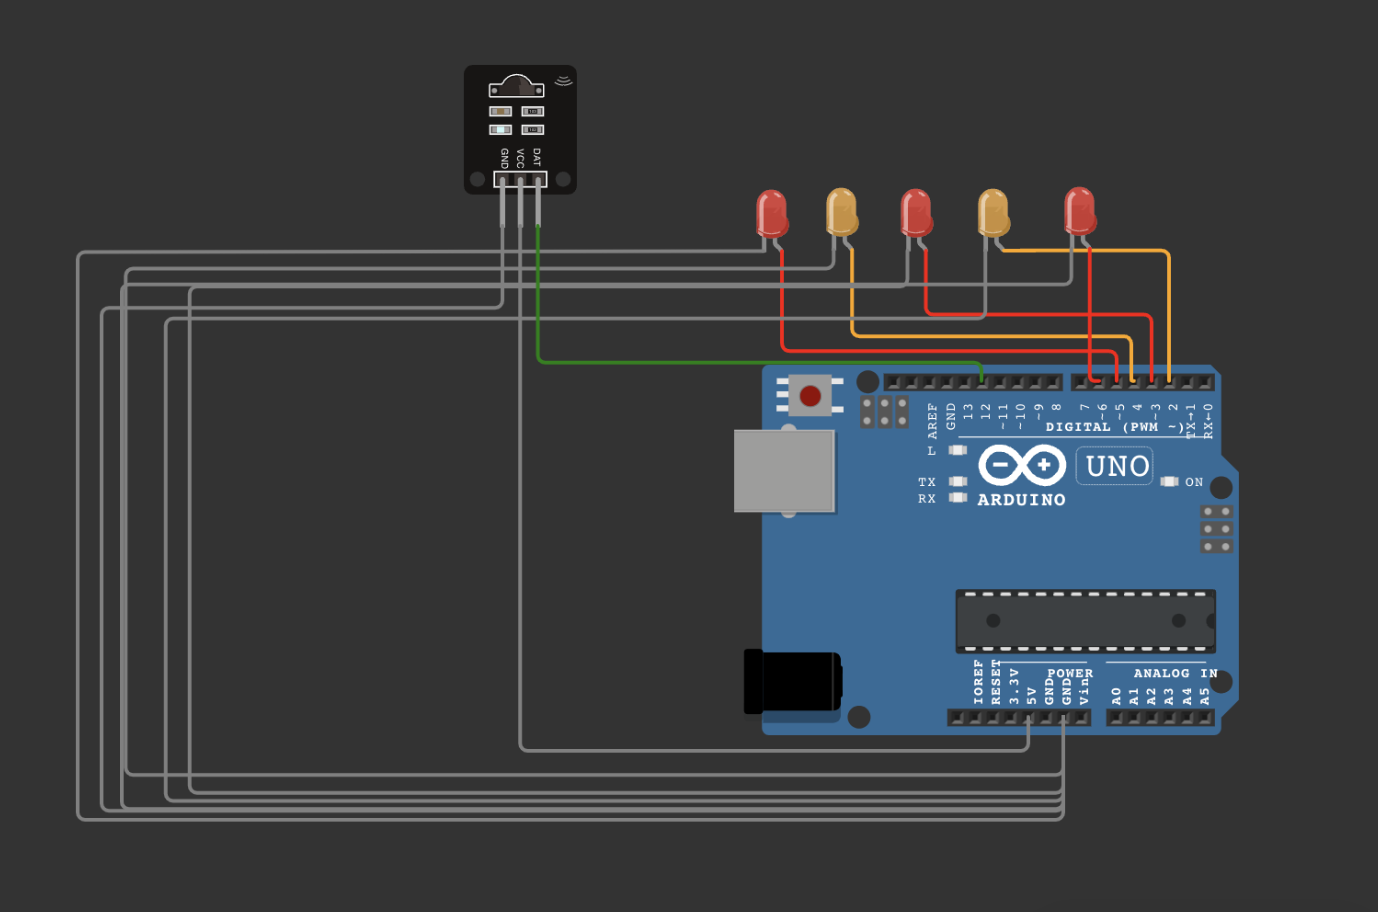 GND
VCC
DAT
AREF
GND
13
12
~11
~10
~9
8
7
~6
~5
4
~3
2
TX→1
RX←0
DIGITAL (PWM ~)
L
TX
RX
UNO
ARDUINO
ON
IOREF
RESET
3.3V
5V
GND
GND
Vin
POWER
ANALOG IN
A0
A1
A2
A3
A4
A5